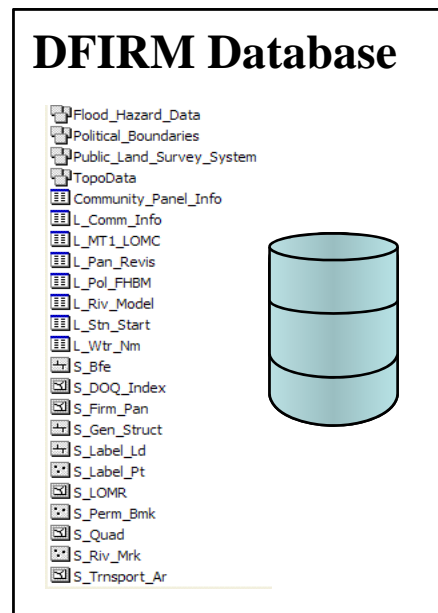 DFIRM Database
Flood_Hazard_Data
Political_Boundaries
Public_Land_Survey_System
TopoData
Community_Panel_Info
L_Comm_Info
L_MT1_LOMC
L_Pan_Revis
L_Pol_FHBM
L_Riv_Model
L_Stn_Start
L_Wtr_Nm
S_Bfe
S_DOQ_Index
S_Firm_Pan
S_Gen_Struct
S_Label_Ld
S_Label_Pt
S_LOMR
S_Perm_Bmk
S_Quad
S_Riv_Mrk
S_Trnsport_Ar